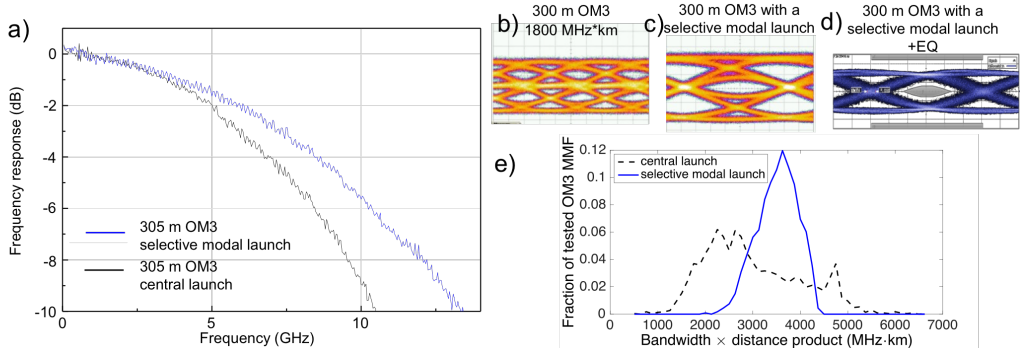 a)
Frequency response (dB)
0
-2
-4
-6
-8
-10
0
5
10
Frequency (GHz)
305 m OM3
selective modal launch
305 m OM3
central launch
b)
300 m OM3
1800 MHz*km
c)
300 m OM3 with a
selective modal launch
d)
300 m OM3 with a
selective modal launch
+EQ
e)
Fraction of tested OM3 MMF
0.12
0.1
0.08
0.06
0.04
0.02
0
0
1000
2000
3000
4000
5000
6000
7000
Bandwidth × distance product (MHz·km)
central launch
selective modal launch